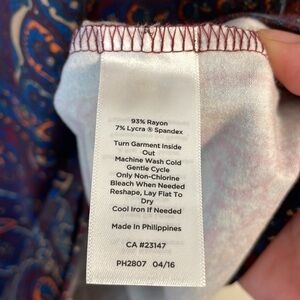 93% Rayon
7% Lycra ® Spandex
Turn Garment Inside
Out
Machine Wash Cold
Gentle Cycle
Only Non-Chlorine
Bleach When Needed
Reshape, Lay Flat To
Dry
Cool Iron If Needed
Made In Philippines
CA #23147
PH2807 04/16